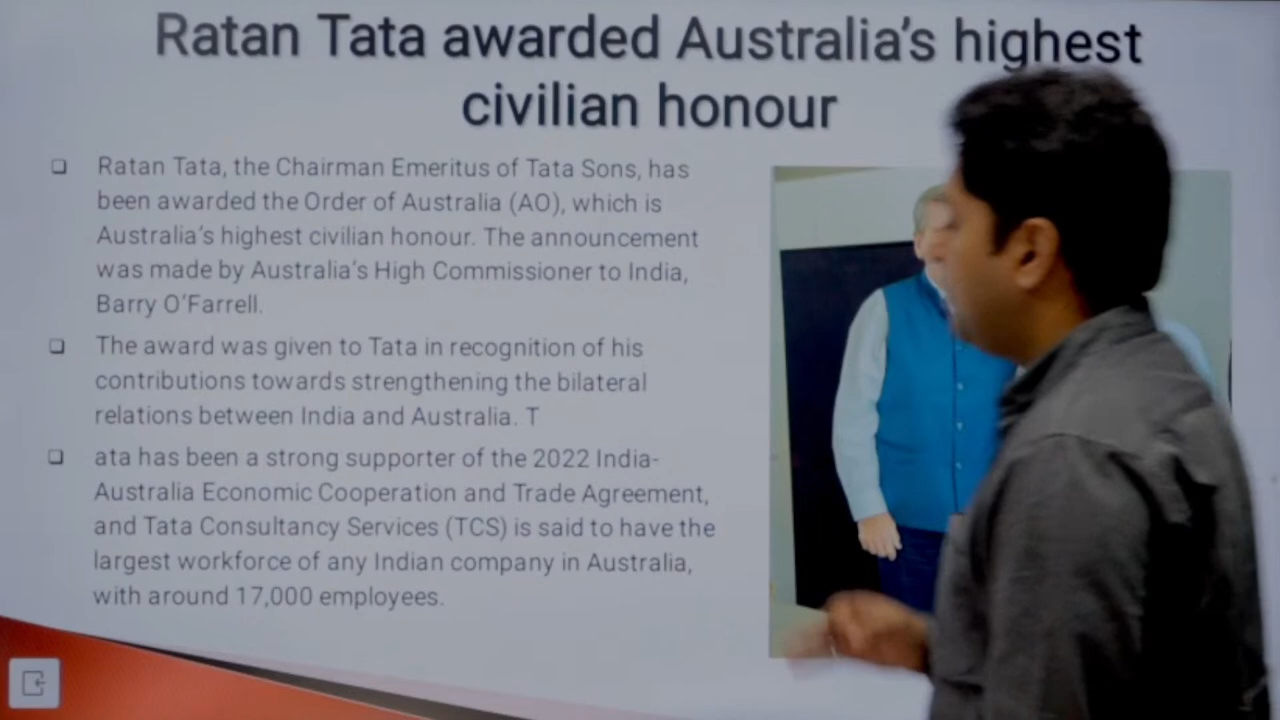 Ratan Tata awarded Australia's highest
civilian honour
❑ Ratan Tata, the Chairman Emeritus of Tata Sons, has
been awarded the Order of Australia (AO), which is
Australia's highest civilian honour. The announcement
was made by Australia's High Commissioner to India,
Barry O'Farrell.
❑ The award was given to Tata in recognition of his
contributions towards strengthening the bilateral
relations between India and Australia. T
❑ ata has been a strong supporter of the 2022 India-
Australia Economic Cooperation and Trade Agreement,
and Tata Consultancy Services (TCS) is said to have the
largest workforce of any Indian company in Australia,
with around 17,000 employees.